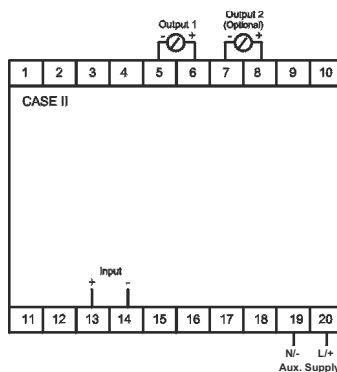 Output 1
Output 2
(Optional)
- +
- +
1 2 3 4 5 6 7 8 9 10
CASE II
Input
+ -
11 12 13 14 15 16 17 18 19 20
N/- L/+
Aux. Supply